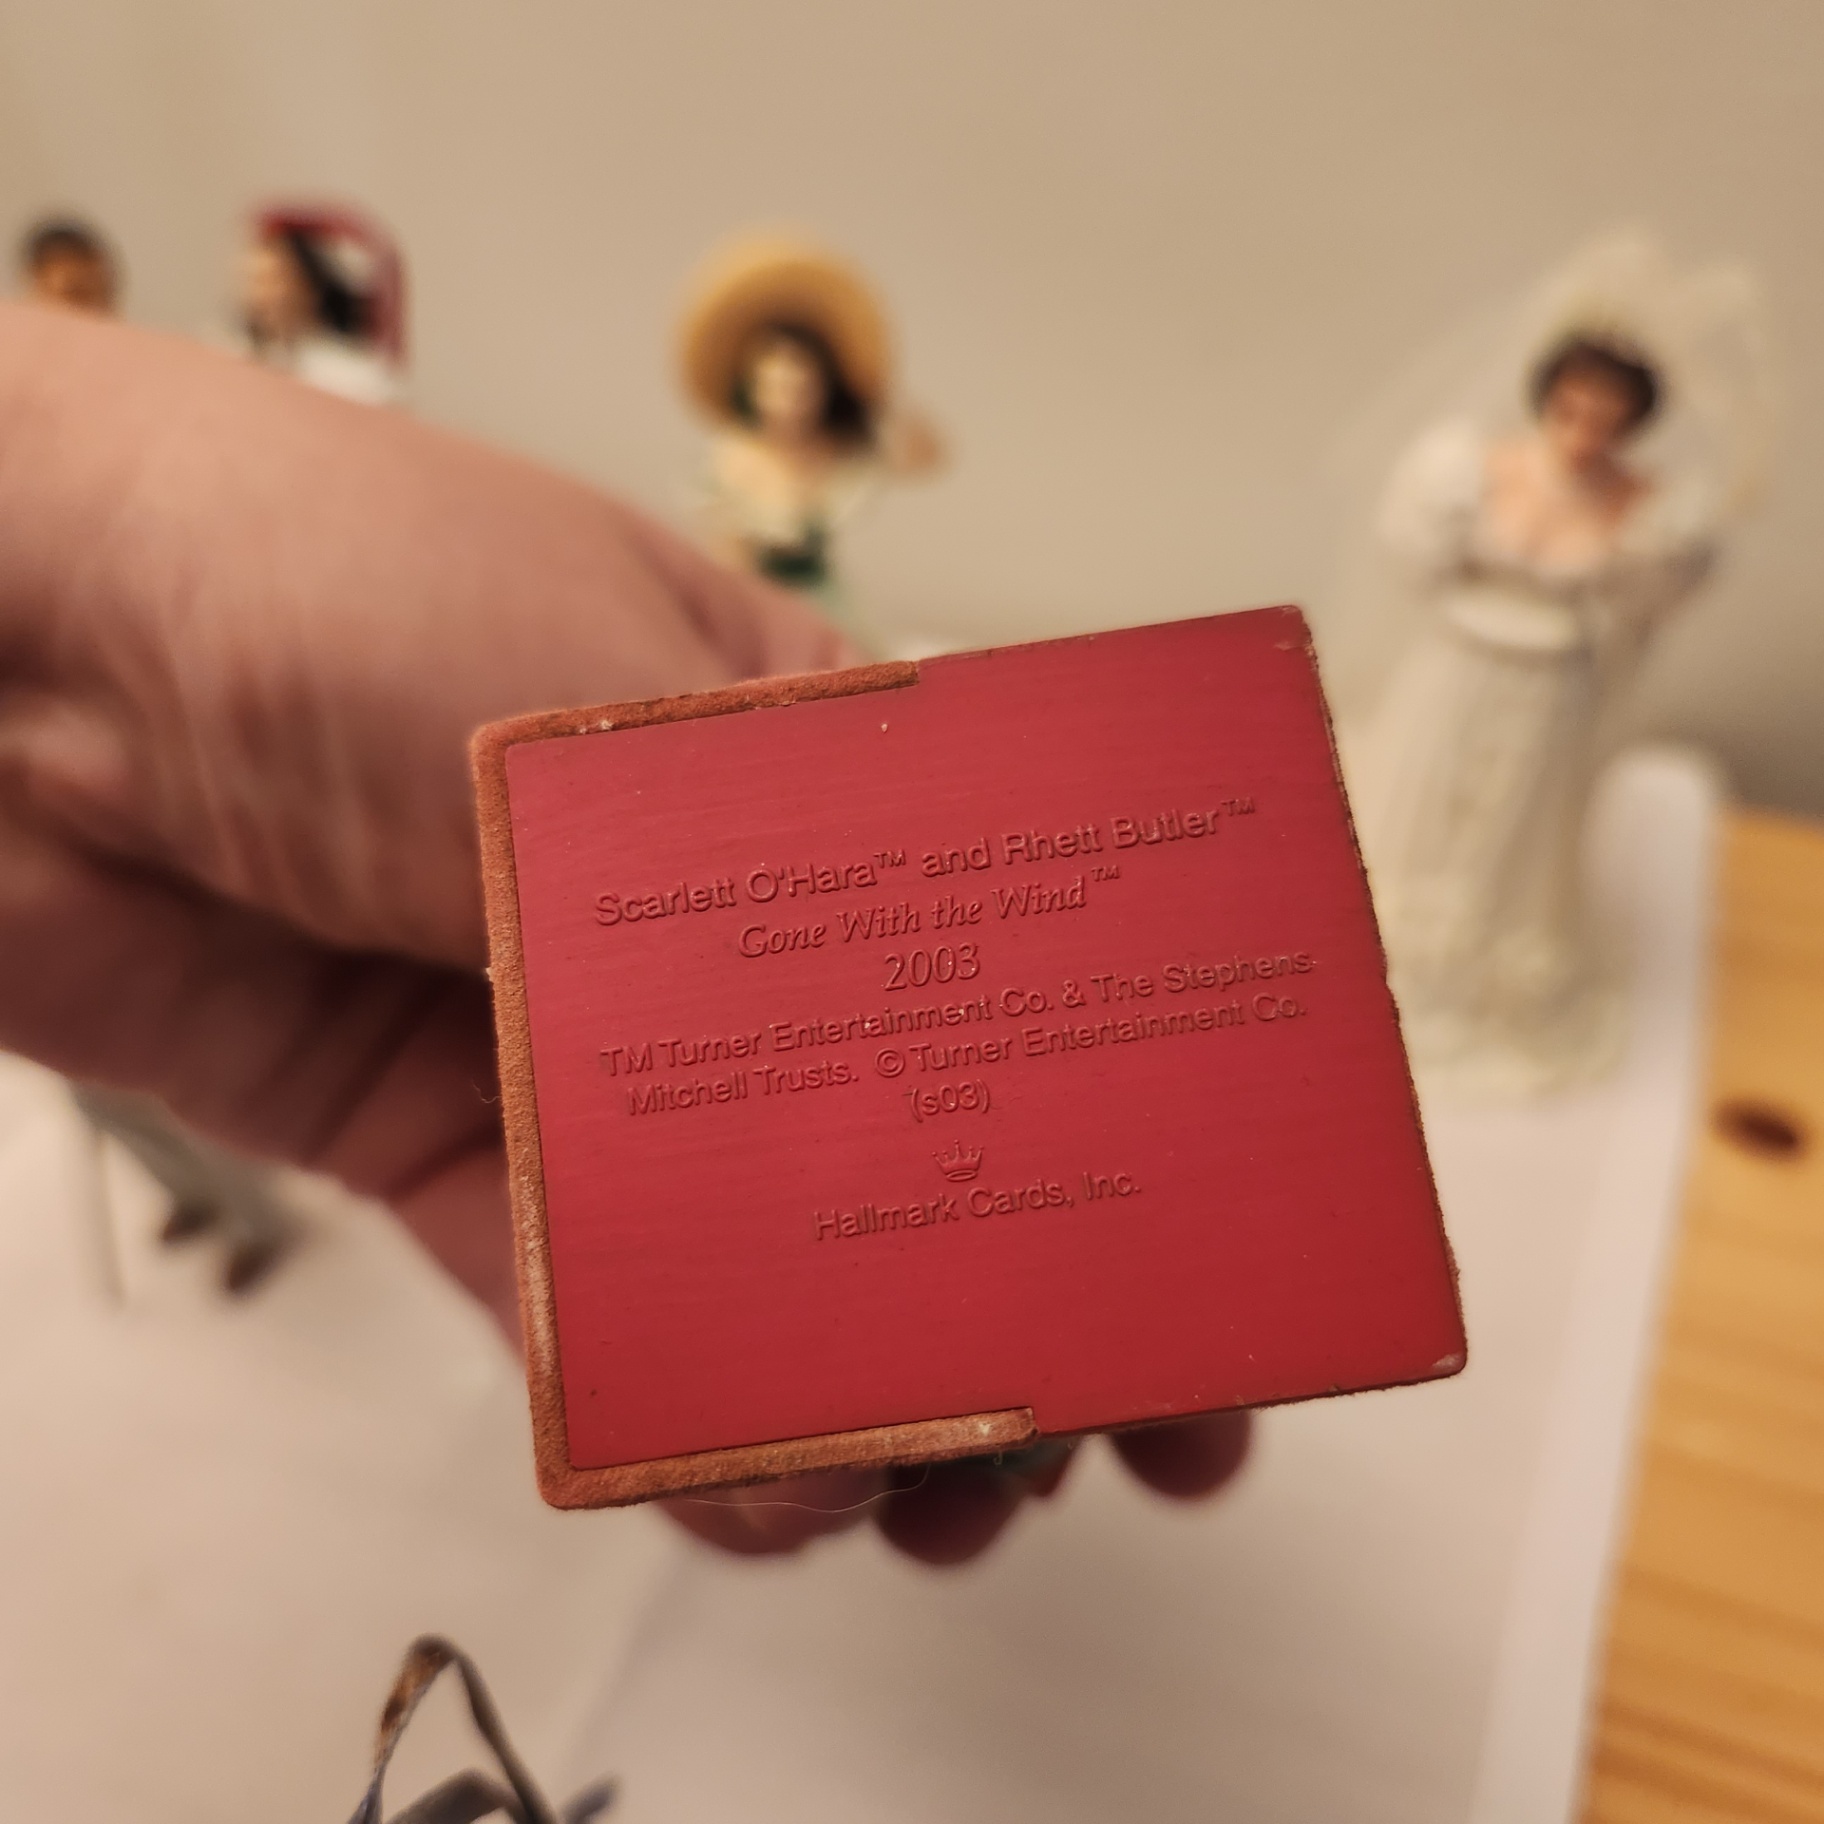 Scarlett O'Hara™ and Rhett Butler™
Gone With the Wind™
2003
TM Turner Entertainment Co. & The Stephens
Mitchell Trusts. © Turner Entertainment Co.
(s03)
Hallmark Cards, Inc.